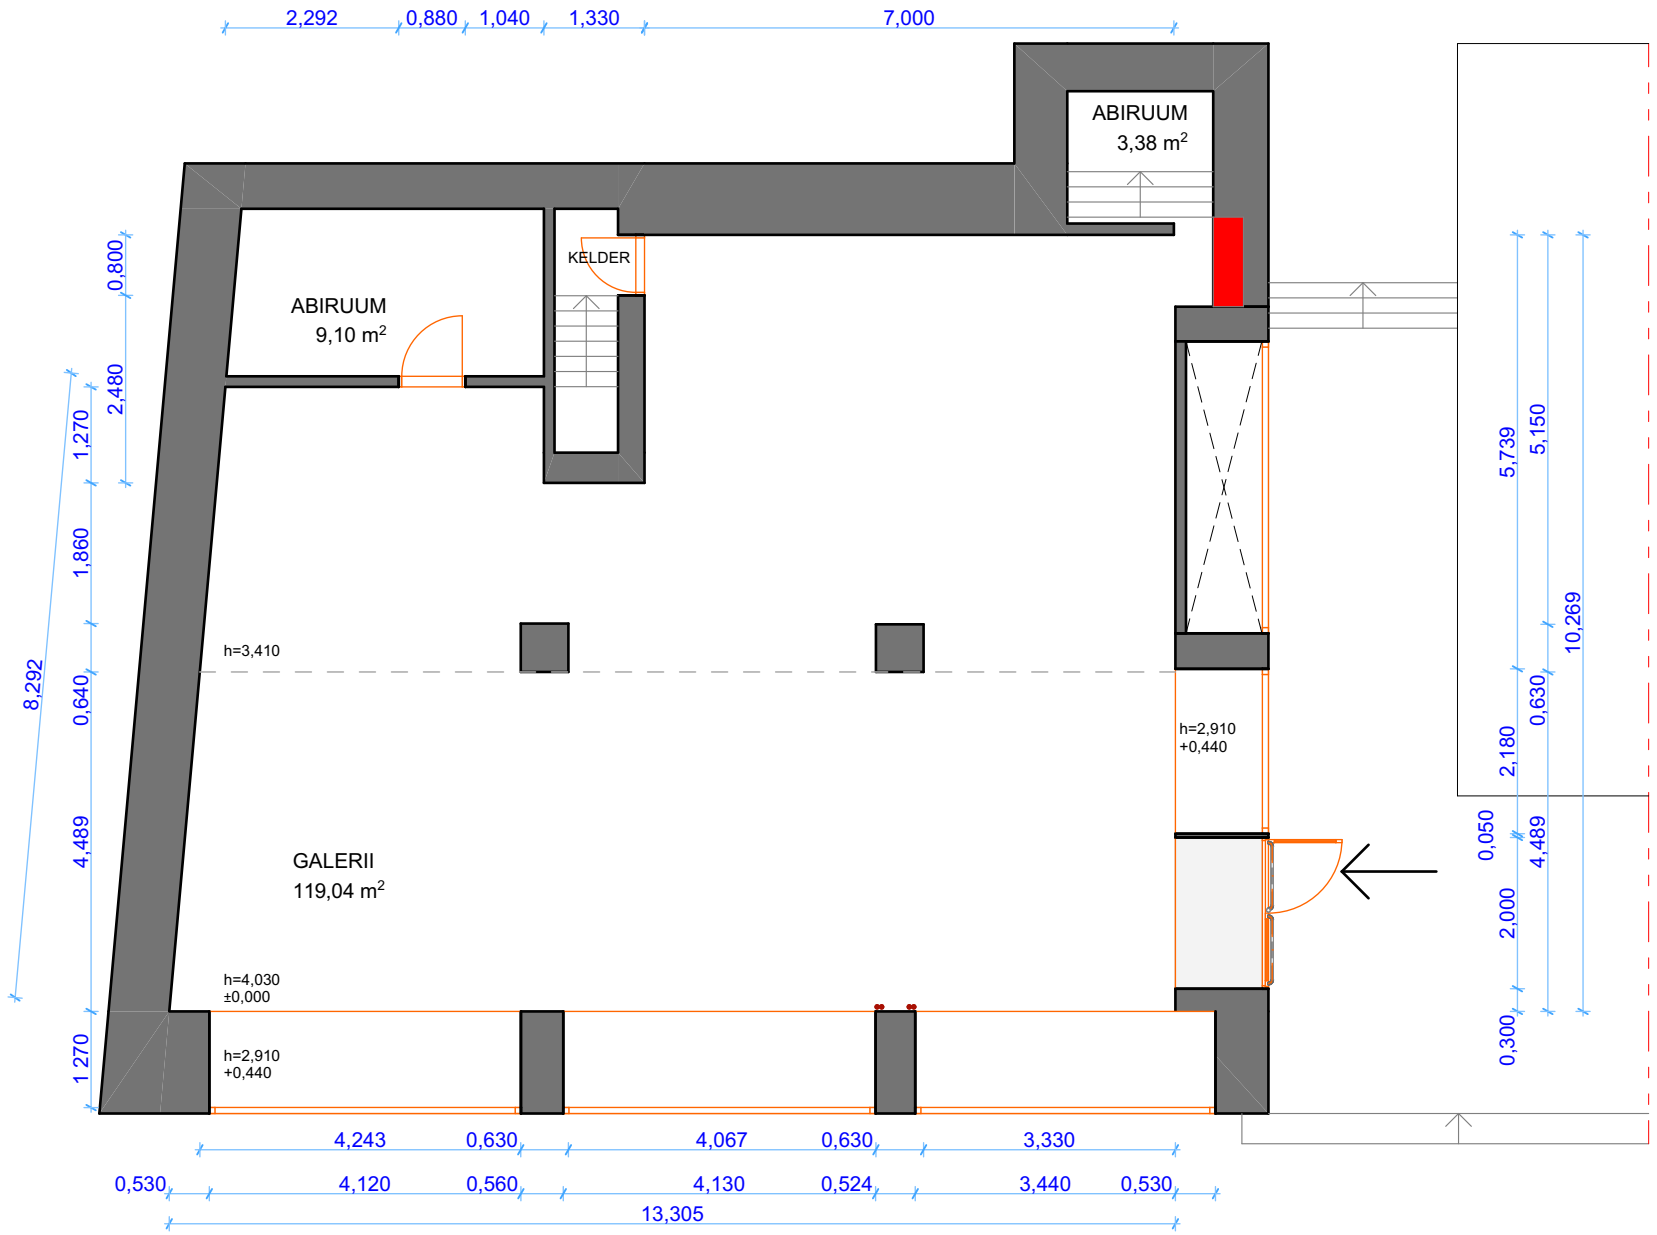 2,292 0,880 1,040 1,330 7,000
ABIRUUM
3,38 m²
KELDER
ABIRUUM
9,10 m²
0,800
2,480
1,270
1,860
0,640
4,489
1 270
8,292
h=3,410
h=2,910
+0,440
GALERII
119,04 m²
h=4,030
±0,000
h=2,910
+0,440
5,739
5,150
10,269
0,630
2,180
0,050
4,489
2,000
0,300
4,243 0,630 4,067 0,630 3,330
0,530 4,120 0,560 4,130 0,524 3,440 0,530
13,305